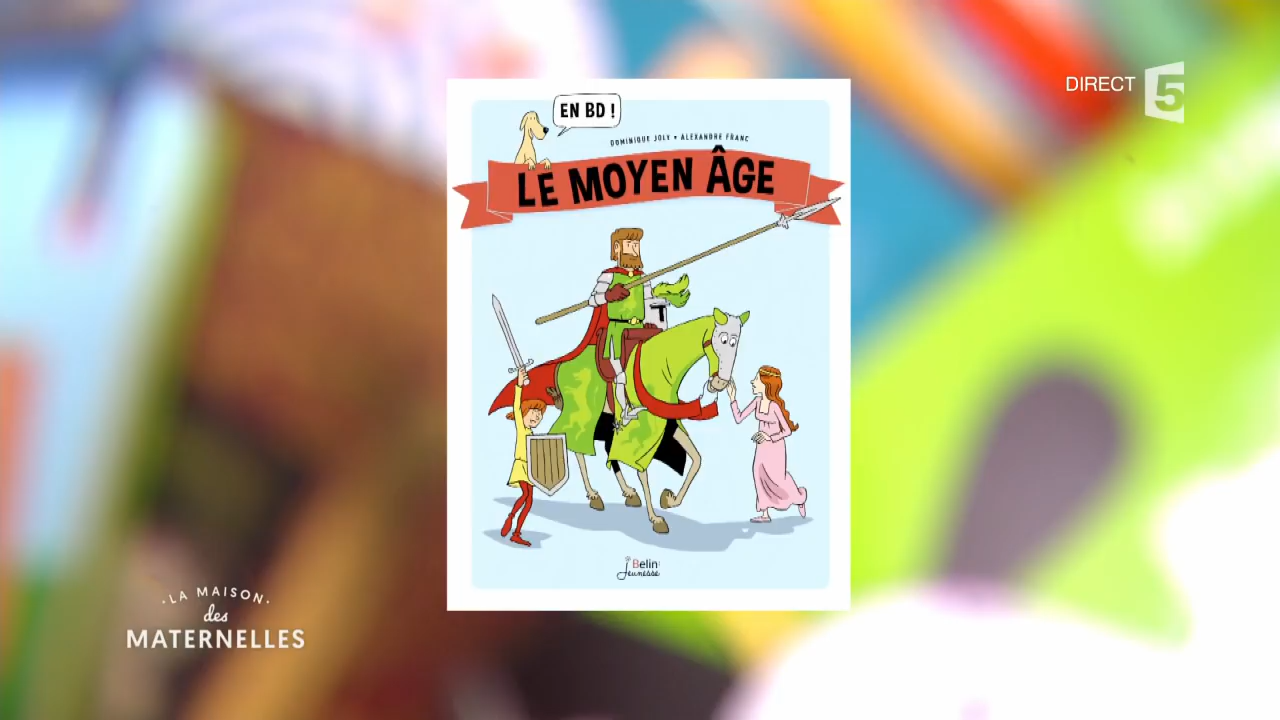 DIRECT 5
EN BD !
DOMINIQUE JOLY • ALEXANDRE FRANC
LE MOYEN ÂGE
T
Belin:
Jeunesse
·LA MAISON·
des
MATERNELLES